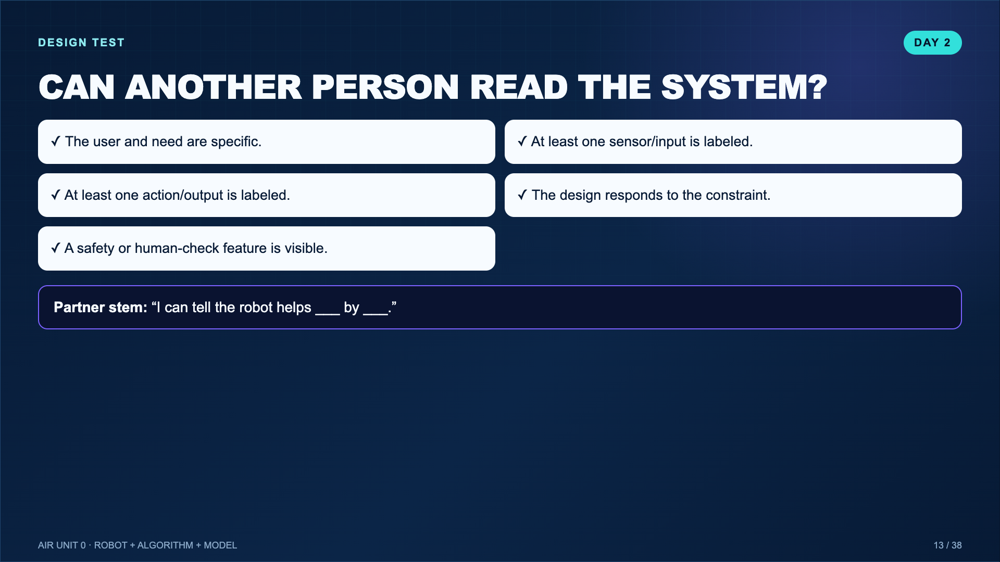 DESIGN TEST
DAY 2
CAN ANOTHER PERSON READ THE SYSTEM?
✓ The user and need are specific.
✓ At least one sensor/input is labeled.
✓ At least one action/output is labeled.
✓ The design responds to the constraint.
✓ A safety or human-check feature is visible.
Partner stem: “I can tell the robot helps ___ by ___.”
AIR UNIT 0 · ROBOT + ALGORITHM + MODEL
13 / 38